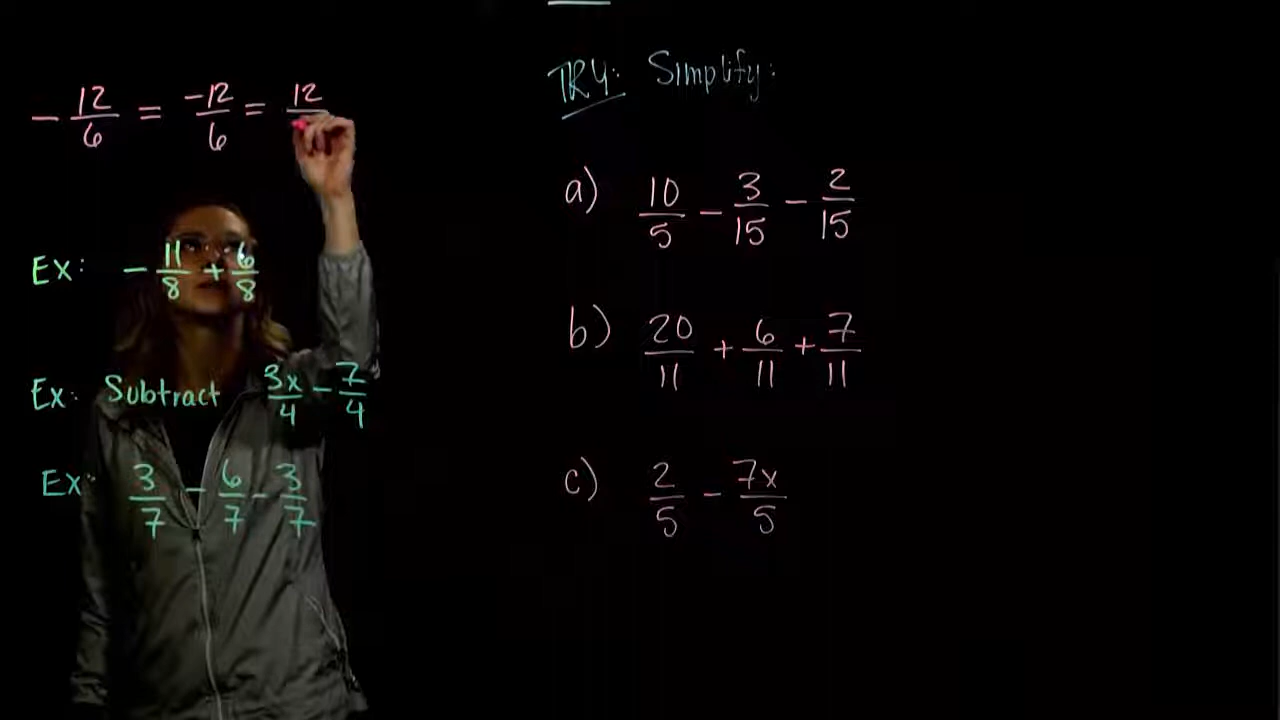 -12/6 = -12/6 = 12/
Ex: -11/8 + 6/8
Ex: Subtract 3x/4 - 7/4
Ex: 3/7 - 6/7 - 3/7
TRY: Simplify:
a) 10/5 - 3/15 - 2/15
b) 20/11 + 6/11 + 7/11
c) 2/5 - 7x/5